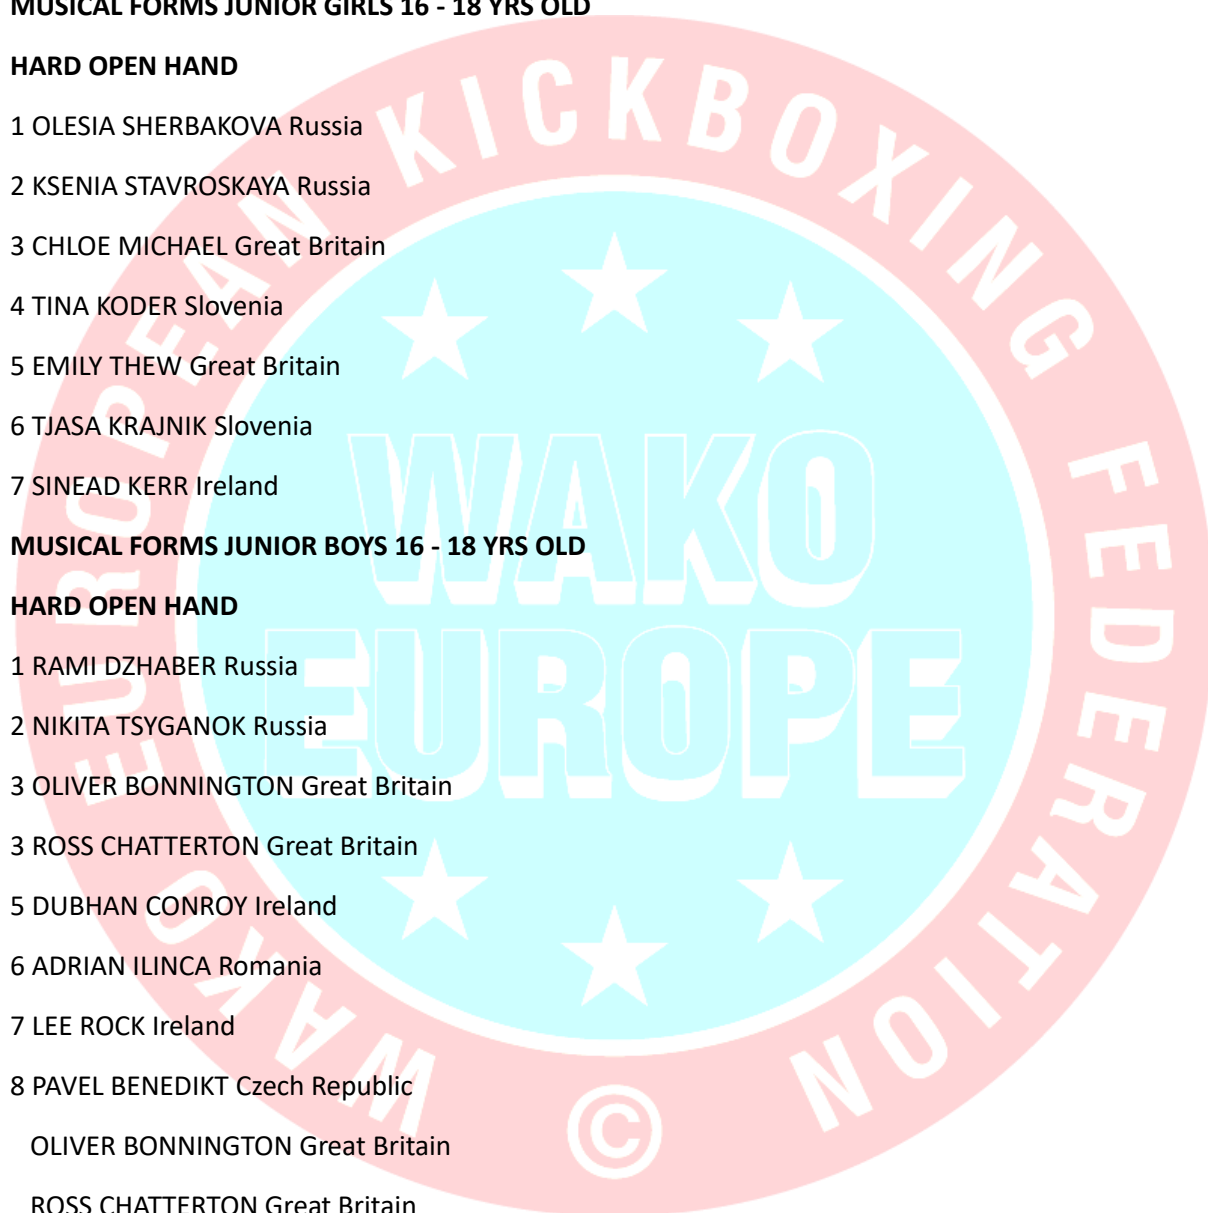 MUSICAL FORMS JUNIOR GIRLS 16 - 18 YRS OLD
HARD OPEN HAND
1 OLESIA SHERBAKOVA Russia
2 KSENIA STAVROSKAYA Russia
3 CHLOE MICHAEL Great Britain
4 TINA KODER Slovenia
5 EMILY THEW Great Britain
6 TJASA KRAJNIK Slovenia
7 SINEAD KERR Ireland
MUSICAL FORMS JUNIOR BOYS 16 - 18 YRS OLD
HARD OPEN HAND
1 RAMI DZHABER Russia
2 NIKITA TSYGANOK Russia
3 OLIVER BONNINGTON Great Britain
3 ROSS CHATTERTON Great Britain
5 DUBHAN CONROY Ireland
6 ADRIAN ILINCA Romania
7 LEE ROCK Ireland
8 PAVEL BENEDIKT Czech Republic
OLIVER BONNINGTON Great Britain
ROSS CHATTERTON Great Britain
WAKO EUROPEAN KICKBOXING FEDERATION ©
WAKO
EUROPE